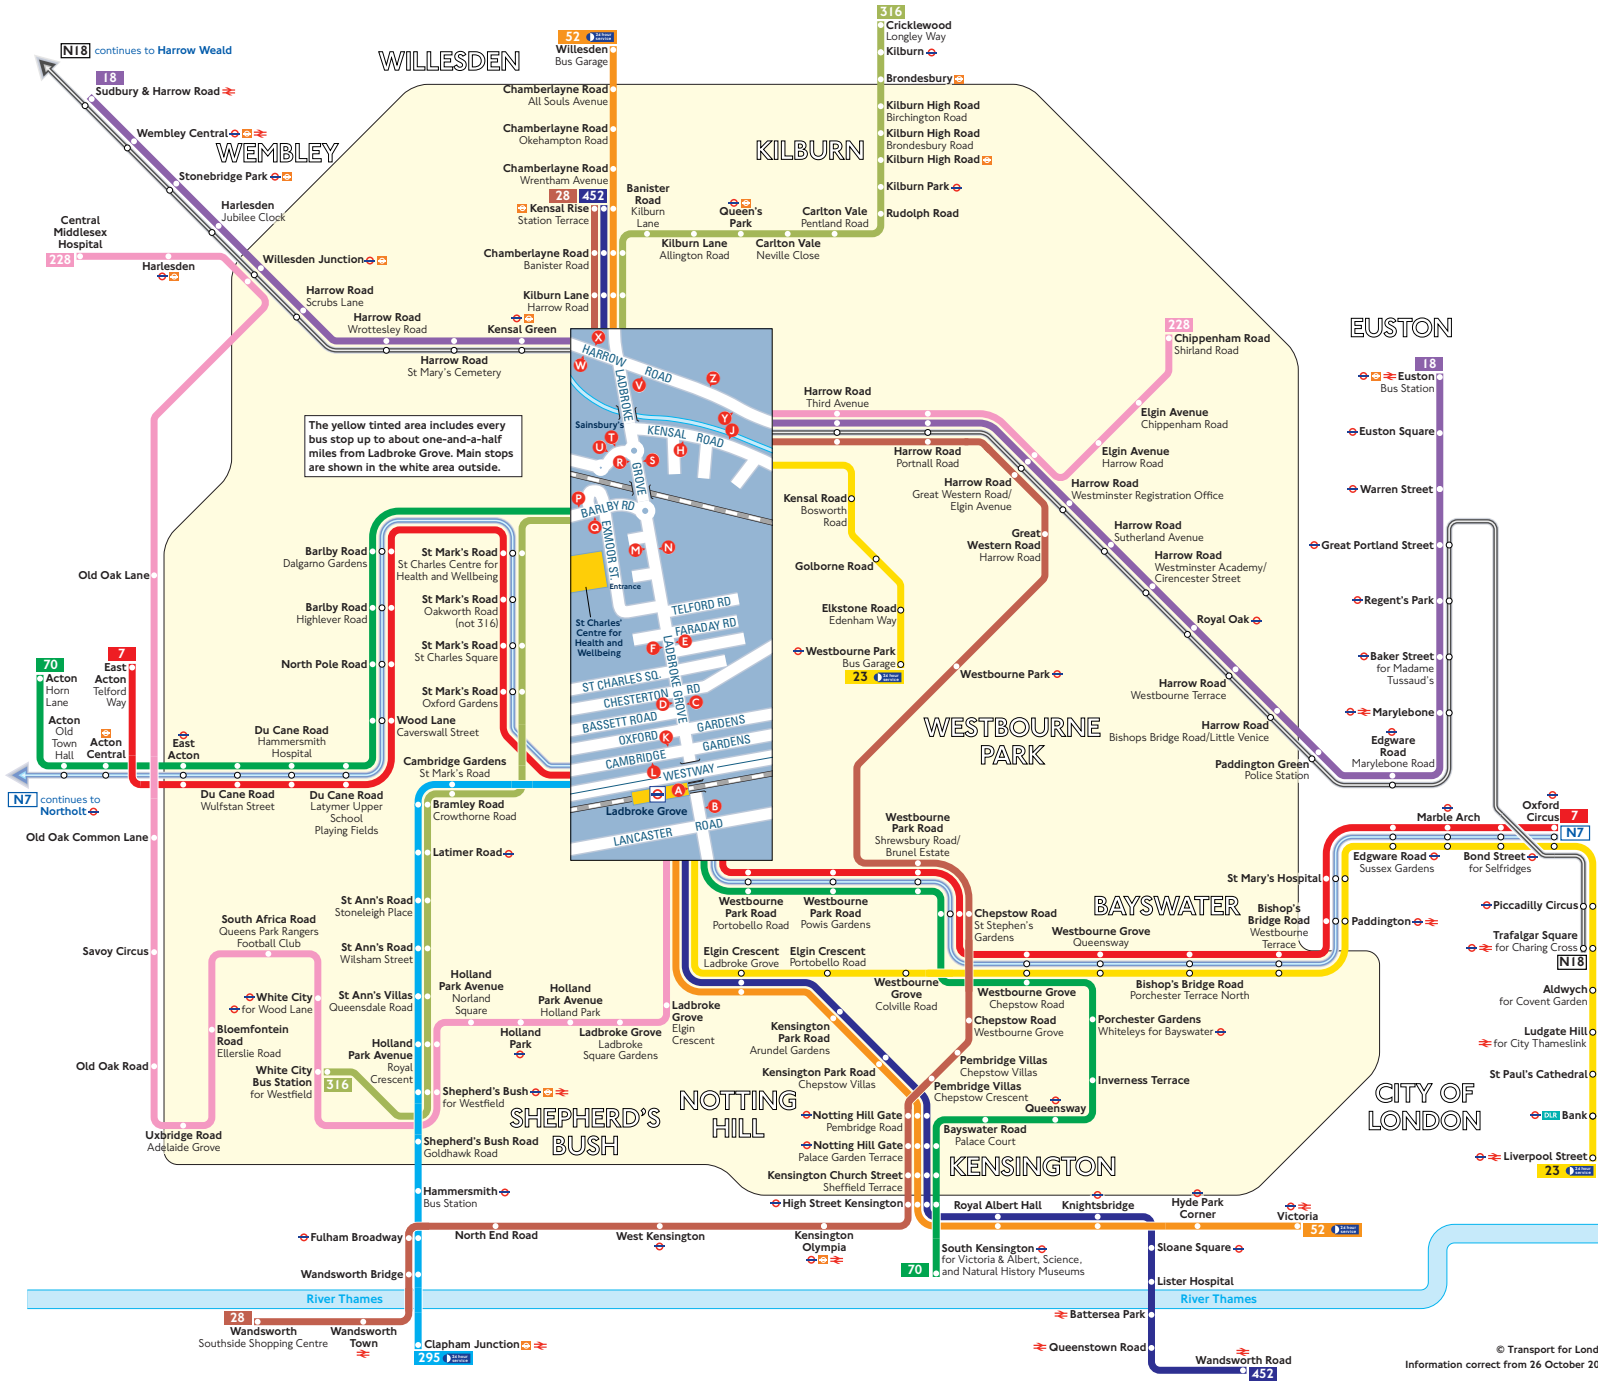 316
Cricklewood
Longley Way
Kilburn
Brondesbury
Kilburn High Road
Birchington Road
Kilburn High Road
Brondesbury Road
Kilburn High Road
Kilburn Park
Rudolph Road
KILBURN
N18 continues to Harrow Weald
18
Sudbury & Harrow Road
Wembley Central
WEMBLEY
Stonebridge Park
Harlesden
Jubilee Clock
Central
Middlesex
Hospital
228
Harlesden
Willesden Junction
Harrow Road
Scrubs Lane
Harrow Road
Wrottesley Road
Harrow Road
St Mary's Cemetery
Kensal Green
WILLESDEN
52 24 hour service
Willesden
Bus Garage
Chamberlayne Road
All Souls Avenue
Chamberlayne Road
Okehampton Road
Chamberlayne Road
Wrentham Avenue
28
452
Kensal Rise
Station Terrace
Chamberlayne Road
Banister Road
Kilburn Lane
Harrow Road
Banister
Road
Kilburn
Lane
Kilburn Lane
Allington Road
Queen's
Park
Carlton Vale
Neville Close
Carlton Vale
Pentland Road
The yellow tinted area includes every
bus stop up to about one-and-a-half
miles from Ladbroke Grove. Main stops
are shown in the white area outside.
X
W
V
Z
Y
J
T
U
R
S
H
P
Q
M
N
F
E
D
C
K
L
A
B
HARROW
ROAD
LADBROKE
GROVE
Sainsbury's
KENSAL ROAD
BARLBY RD
EXMOOR ST.
Entrance
St Charles'
Centre for
Health and
Wellbeing
TELFORD RD
FARADAY RD
LADBROKE GROVE
ST CHARLES SQ.
CHESTERTON RD
BASSETT ROAD
OXFORD GARDENS
CAMBRIDGE GARDENS
WESTWAY
Ladbroke Grove
LANCASTER ROAD
Harrow Road
Third Avenue
Harrow Road
Portnall Road
Harrow Road
Great Western Road/
Elgin Avenue
Great
Western Road
Harrow Road
228
Chippenham Road
Shirland Road
Elgin Avenue
Chippenham Road
Elgin Avenue
Harrow Road
Harrow Road
Westminster Registration Office
Harrow Road
Sutherland Avenue
Harrow Road
Westminster Academy/
Cirencester Street
Royal Oak
Harrow Road
Westbourne Terrace
Harrow Road
Bishops Bridge Road/Little Venice
Paddington Green
Police Station
Kensal Road
Bosworth
Road
Golborne Road
Elkstone Road
Edenham Way
Westbourne Park
Bus Garage
23 24 hour service
Westbourne Park
WESTBOURNE
PARK
EUSTON
18
Euston
Bus Station
Euston Square
Warren Street
Great Portland Street
Regent's Park
Baker Street
for Madame
Tussaud's
Marylebone
Edgware
Road
Marylebone Road
Old Oak Lane
Barlby Road
Dalgarno Gardens
Barlby Road
Highlever Road
North Pole Road
Wood Lane
Caverswall Street
St Mark's Road
St Charles Centre for
Health and Wellbeing
St Mark's Road
Oakworth Road
(not 316)
St Mark's Road
St Charles Square
St Mark's Road
Oxford Gardens
70
Acton
Horn
Lane
Acton
Old
Town
Hall
7
East
Acton
Telford
Way
Acton
Central
East
Acton
Du Cane Road
Hammersmith
Hospital
Du Cane Road
Wulfstan Street
Du Cane Road
Latymer Upper
School
Playing Fields
N7 continues to
Northolt
Cambridge Gardens
St Mark's Road
Bramley Road
Crowthorne Road
Latimer Road
St Ann's Road
Stoneleigh Place
St Ann's Road
Wilsham Street
St Ann's Villas
Queensdale Road
Holland
Park Avenue
Royal
Crescent
Old Oak Common Lane
South Africa Road
Queens Park Rangers
Football Club
Savoy Circus
White City
for Wood Lane
Bloemfontein
Road
Ellerslie Road
Old Oak Road
White City
Bus Station
for Westfield
316
Uxbridge Road
Adelaide Grove
Shepherd's Bush
for Westfield
SHEPHERD'S
BUSH
Shepherd's Bush Road
Goldhawk Road
Hammersmith
Bus Station
Holland
Park Avenue
Norland
Square
Holland
Park
Holland
Park Avenue
Holland Park
Ladbroke Grove
Ladbroke
Square Gardens
Ladbroke
Grove
Elgin
Crescent
Westbourne
Park Road
Shrewsbury Road/
Brunel Estate
Westbourne
Park Road
Portobello Road
Westbourne
Park Road
Powis Gardens
Elgin Crescent
Ladbroke Grove
Elgin Crescent
Portobello Road
Westbourne
Grove
Colville Road
Chepstow Road
St Stephen's
Gardens
Westbourne Grove
Queensway
Westbourne Grove
Chepstow Road
Chepstow Road
Westbourne Grove
BAYSWATER
Bishop's
Bridge Road
Westbourne
Terrace
Bishop's Bridge Road
Porchester Terrace North
St Mary's Hospital
Paddington
Edgware Road
Sussex Gardens
Marble Arch
Bond Street
for Selfridges
Oxford
Circus
7
N7
Piccadilly Circus
Trafalgar Square
for Charing Cross
N18
Aldwych
for Covent Garden
Ludgate Hill
for City Thameslink
St Paul's Cathedral
DLR Bank
Liverpool Street
23 24 hour service
CITY OF
LONDON
Kensington
Park Road
Arundel Gardens
Kensington Park Road
Chepstow Villas
Pembridge Villas
Chepstow Villas
Pembridge Villas
Chepstow Crescent
Porchester Gardens
Whiteleys for Bayswater
Inverness Terrace
Queensway
Bayswater Road
Palace Court
NOTTING
HILL
Notting Hill Gate
Pembridge Road
Notting Hill Gate
Palace Garden Terrace
Kensington Church Street
Sheffield Terrace
High Street Kensington
KENSINGTON
Royal Albert Hall
Knightsbridge
Hyde Park
Corner
Victoria
52 24 hour service
South Kensington
for Victoria & Albert, Science,
and Natural History Museums
70
Sloane Square
Lister Hospital
Battersea Park
Queenstown Road
Wandsworth Road
452
Fulham Broadway
North End Road
West Kensington
Kensington
Olympia
Wandsworth Bridge
River Thames
River Thames
28
Wandsworth
Southside Shopping Centre
Wandsworth
Town
Clapham Junction
295 24 hour service
© Transport for Lond
Information correct from 26 October 20